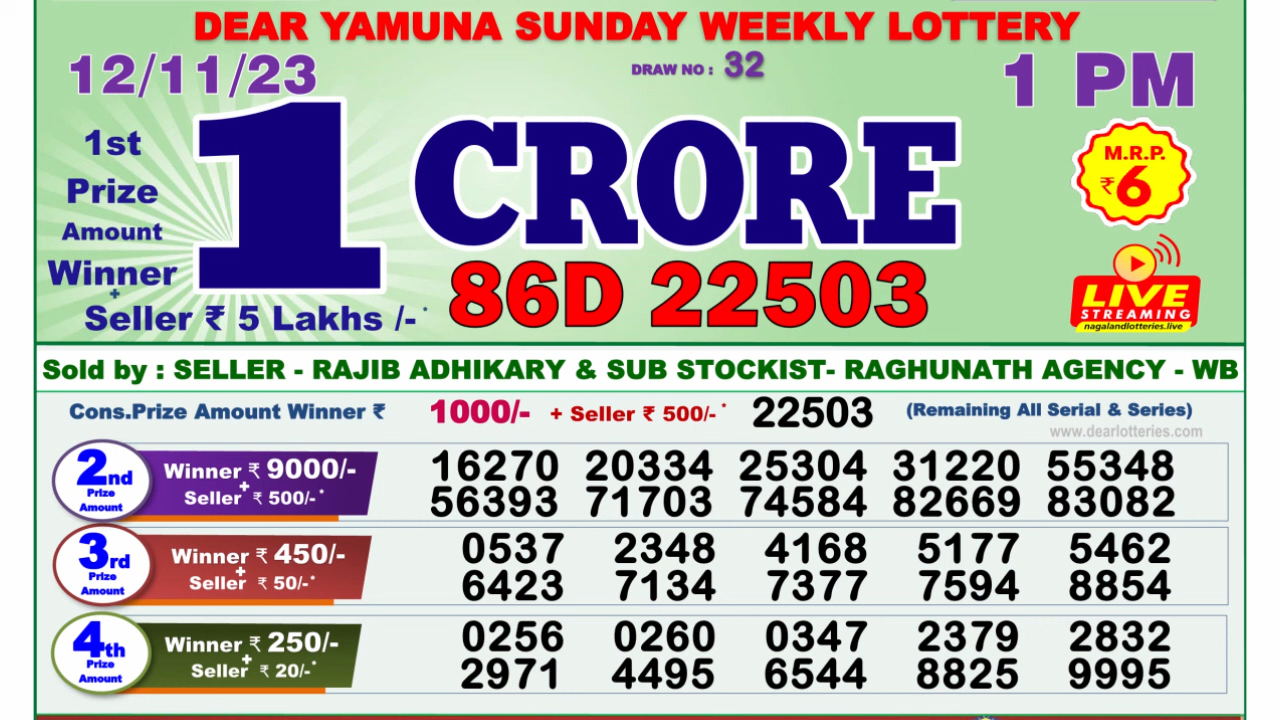 DEAR YAMUNA SUNDAY WEEKLY LOTTERY
12/11/23
DRAW NO : 32
1 PM
1st
Prize
Amount
Winner
+
Seller ₹ 5 Lakhs /- *
1 CRORE
86D 22503
M.R.P.
₹6
LIVE
STREAMING
nagalandlotteries.live
Sold by : SELLER - RAJIB ADHIKARY & SUB STOCKIST- RAGHUNATH AGENCY - WB
Cons.Prize Amount Winner ₹ 1000/- + Seller ₹ 500/- * 22503 (Remaining All Serial & Series)
www.dearlotteries.com
2nd
Prize
Amount
Winner ₹ 9000/-
+
Seller ₹ 500/- *
16270 20334 25304 31220 55348
56393 71703 74584 82669 83082
3rd
Prize
Amount
Winner ₹ 450/-
+
Seller ₹ 50/- *
0537 2348 4168 5177 5462
6423 7134 7377 7594 8854
4th
Prize
Amount
Winner ₹ 250/-
+
Seller ₹ 20/- *
0256 0260 0347 2379 2832
2971 4495 6544 8825 9995